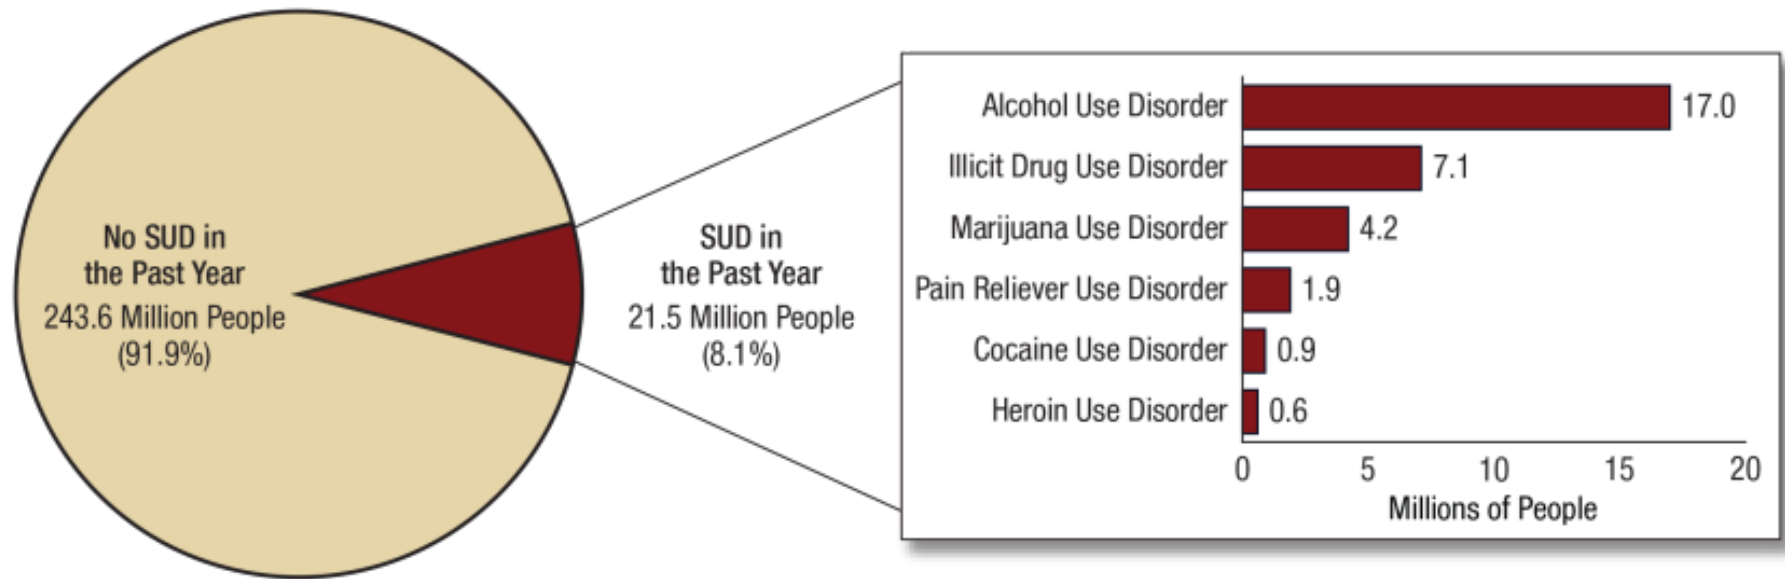 No SUD in
the Past Year
243.6 Million People
(91.9%)
SUD in
the Past Year
21.5 Million People
(8.1%)
Alcohol Use Disorder 17.0
Illicit Drug Use Disorder 7.1
Marijuana Use Disorder 4.2
Pain Reliever Use Disorder 1.9
Cocaine Use Disorder 0.9
Heroin Use Disorder 0.6
0 5 10 15 20
Millions of People